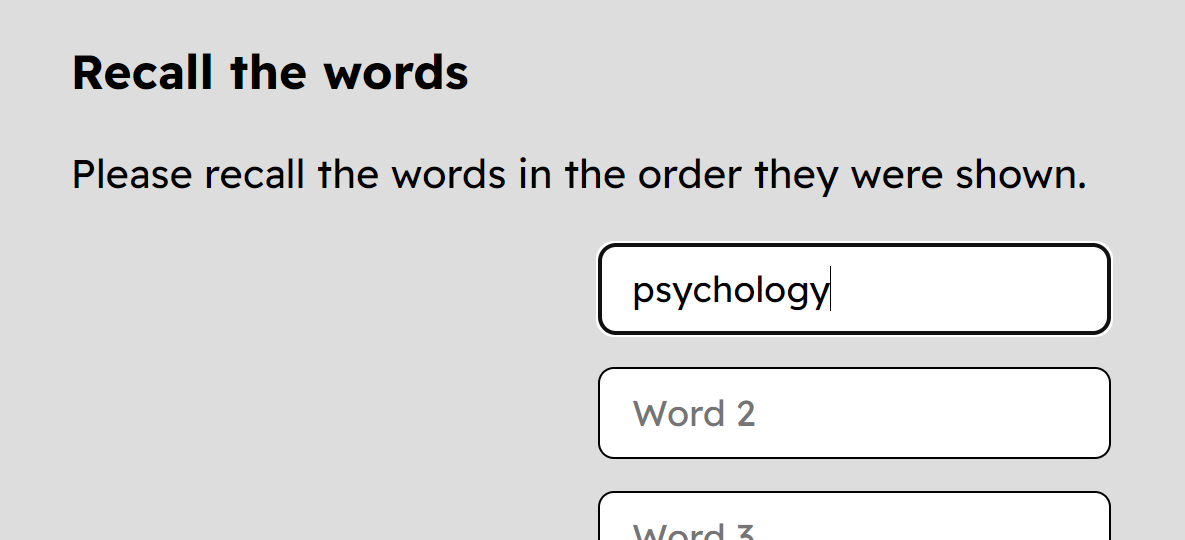 Recall the words
Please recall the words in the order they were shown.
psychology
Word 2
Word 3